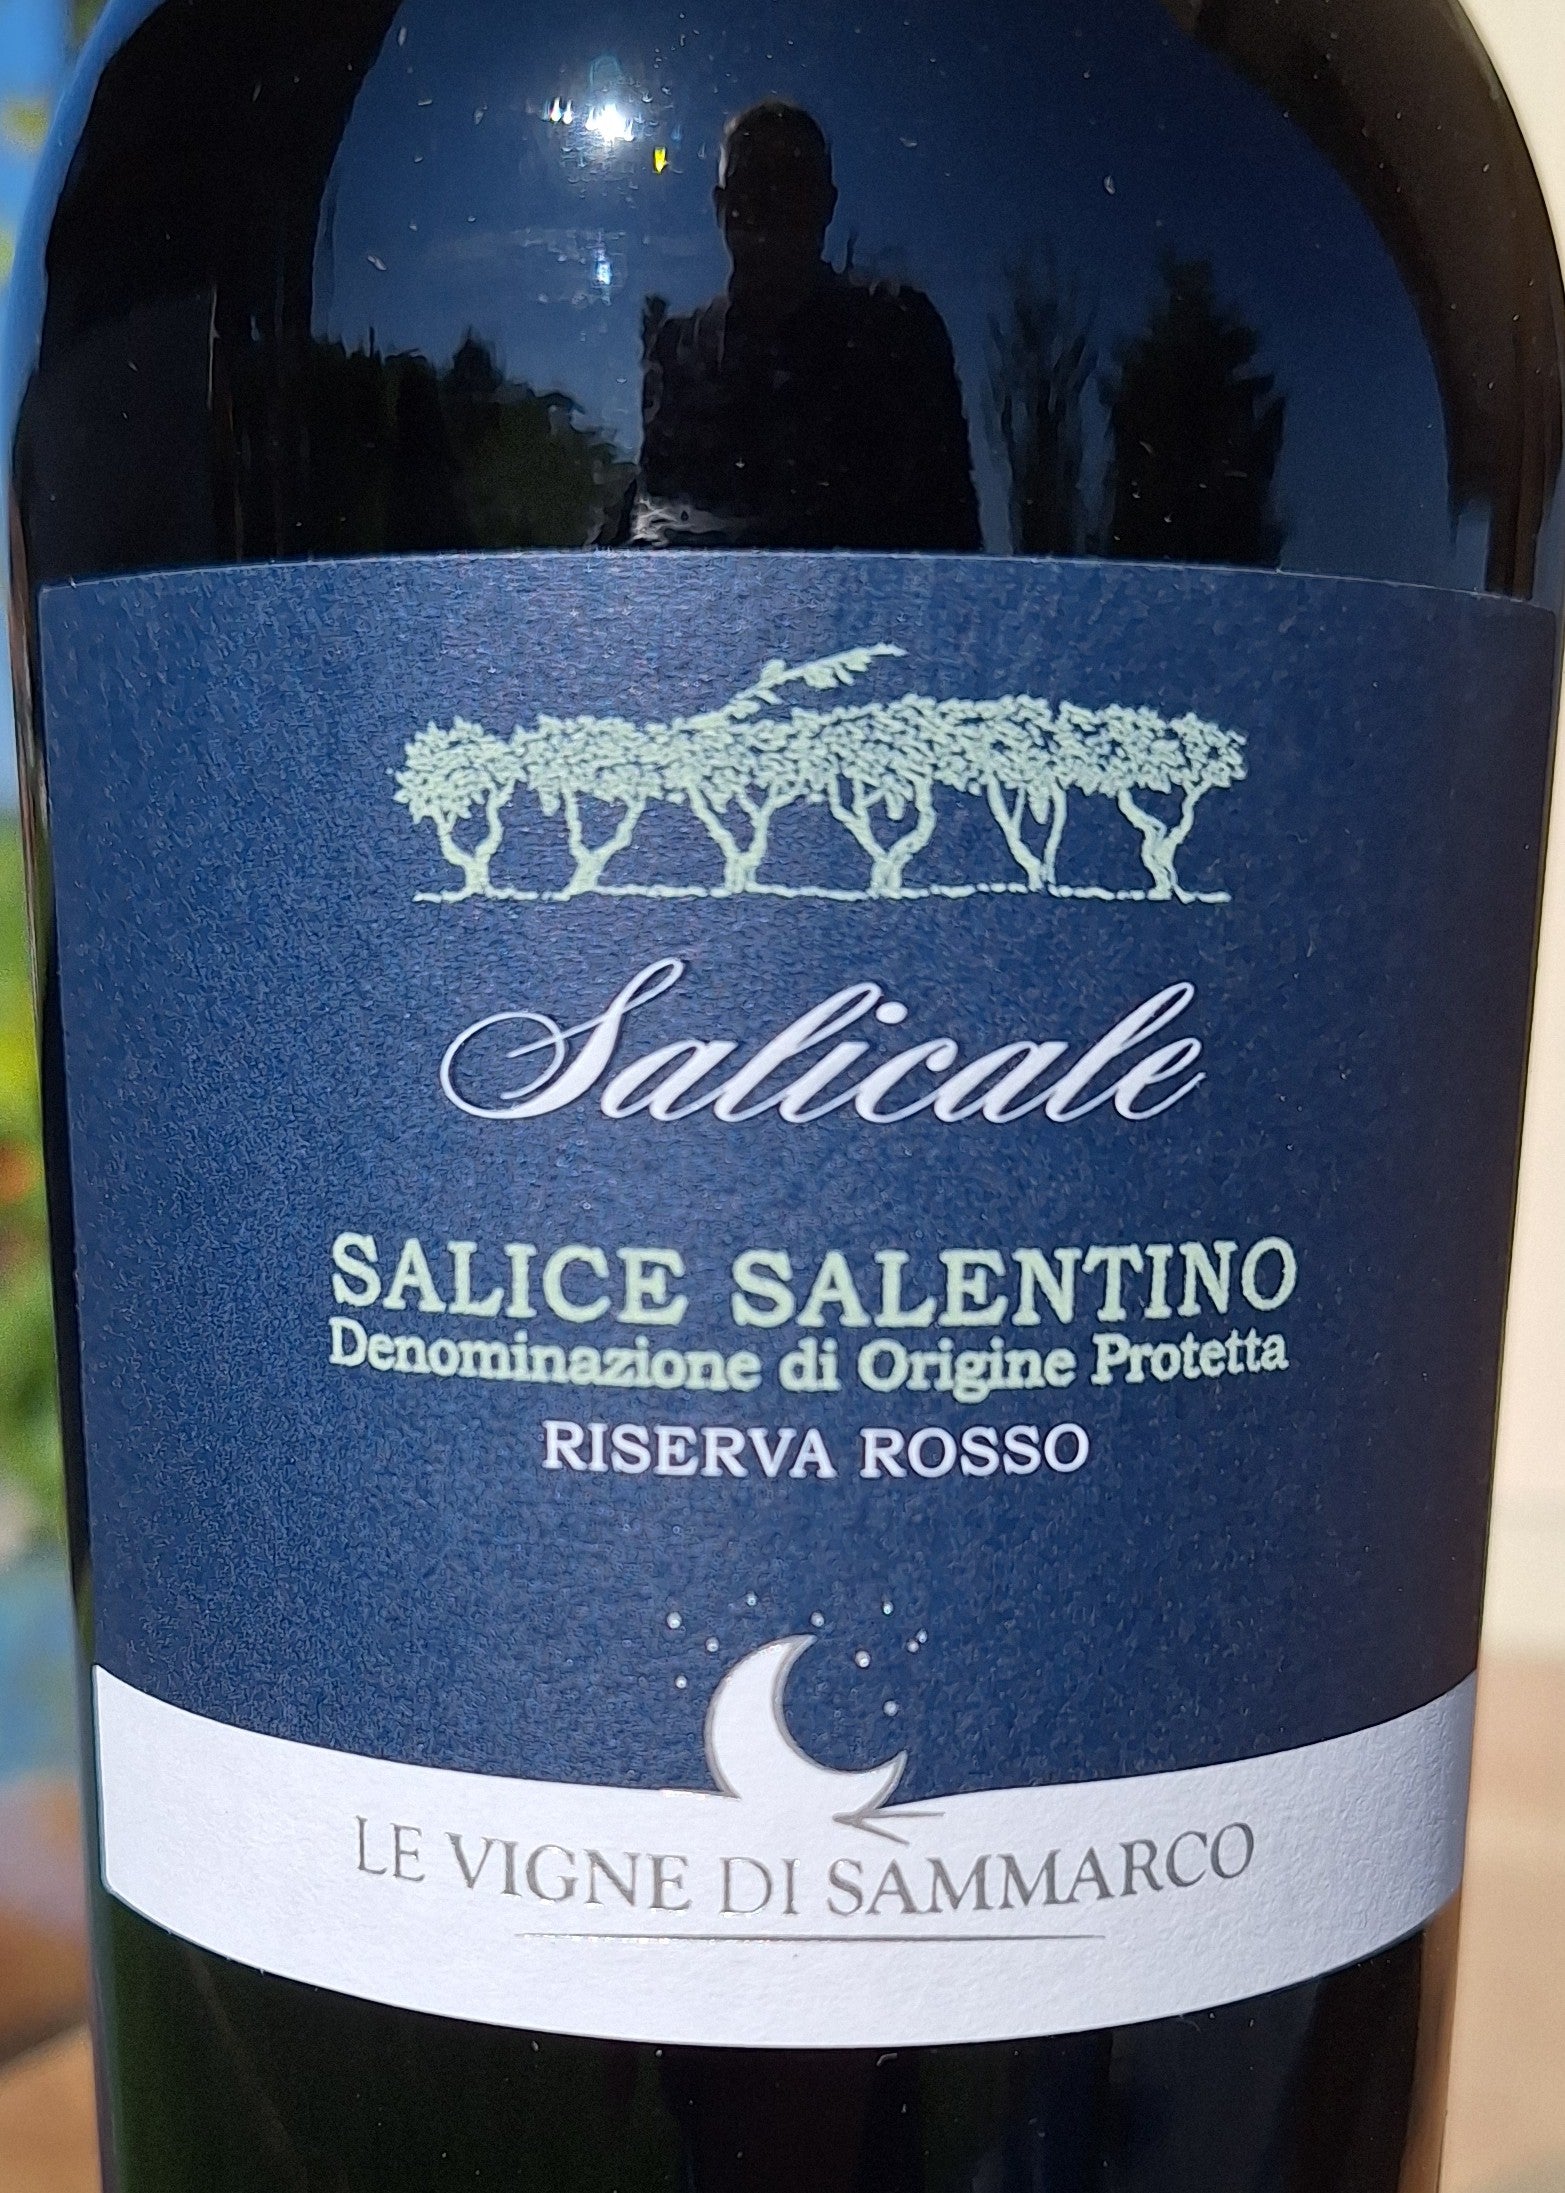 Salicale
SALICE SALENTINO
Denominazione di Origine Protetta
RISERVA ROSSO
LE VIGNE DI SAMMARCO